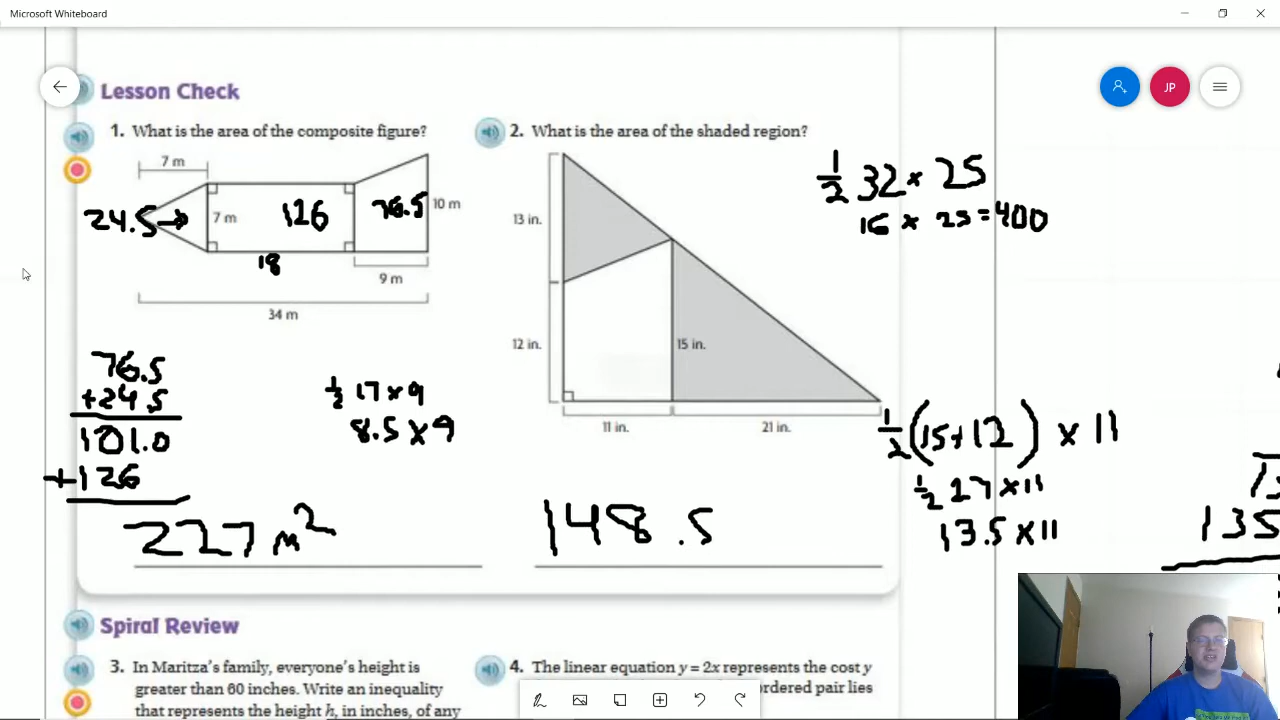 Microsoft Whiteboard
JP
Lesson Check
1. What is the area of the composite figure?
7 m
24.5
7 m
126
76.5
10 m
18
9 m
34 m
76.5
+24.5
101.0
+126
227 m²
1/2 17 x 9
8.5 x 9
2. What is the area of the shaded region?
13 in.
12 in.
15 in.
11 in.
21 in.
1/2 32 x 25
16 x 25 = 400
1/2 (15+12) x 11
1/2 27 x 11
13.5 x 11
135
148.5
Spiral Review
3. In Maritza's family, everyone's height is
greater than 60 inches. Write an inequality
that represents the height h, in inches, of any
4. The linear equation y = 2x represents the cost y
ordered pair lies